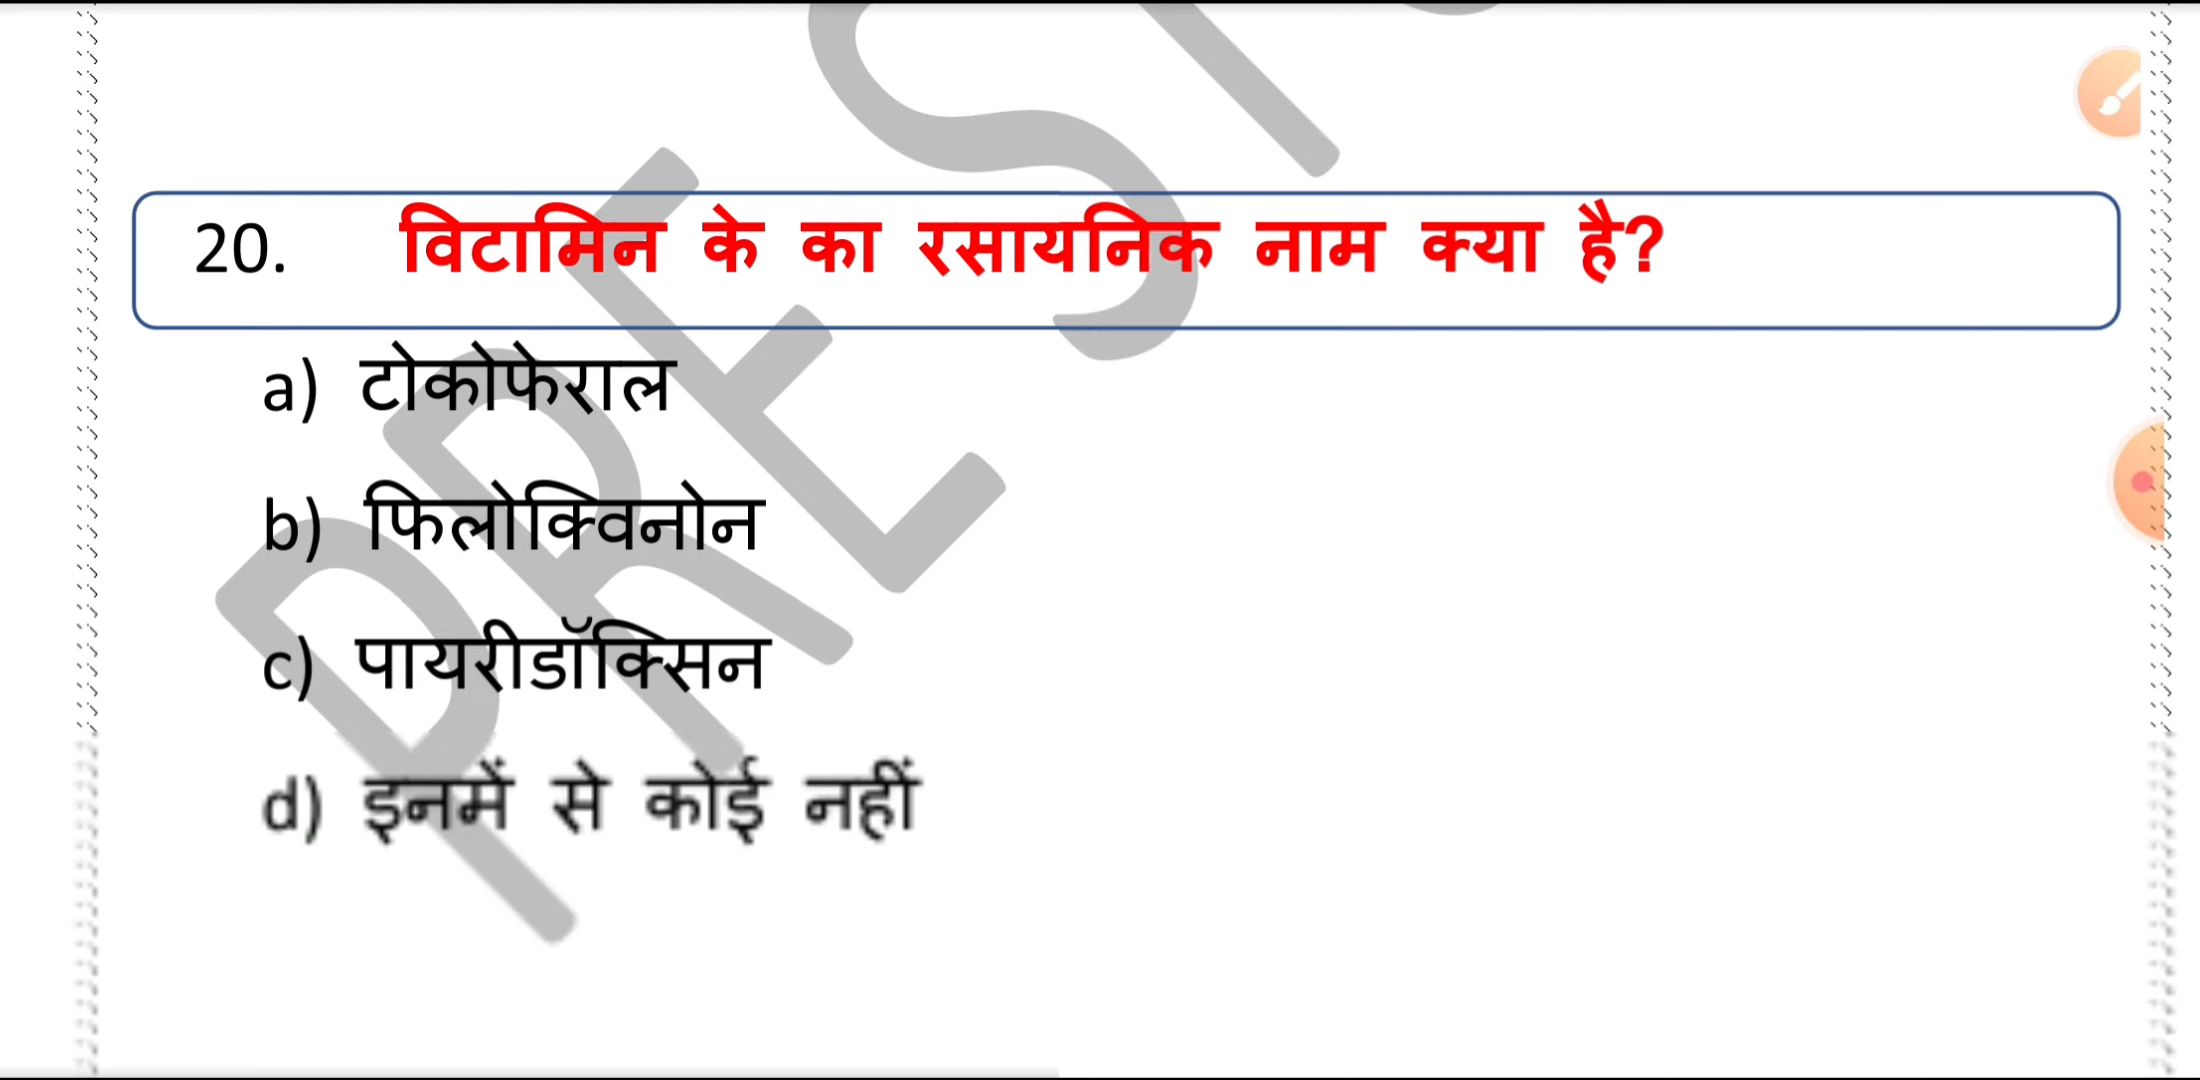 20. विटामिन के का रसायनिक नाम क्या है?
a) टोकोफेराल
b) फिलोक्विनोन
c) पायरीडॉक्सिन
d) इनमें से कोई नहीं